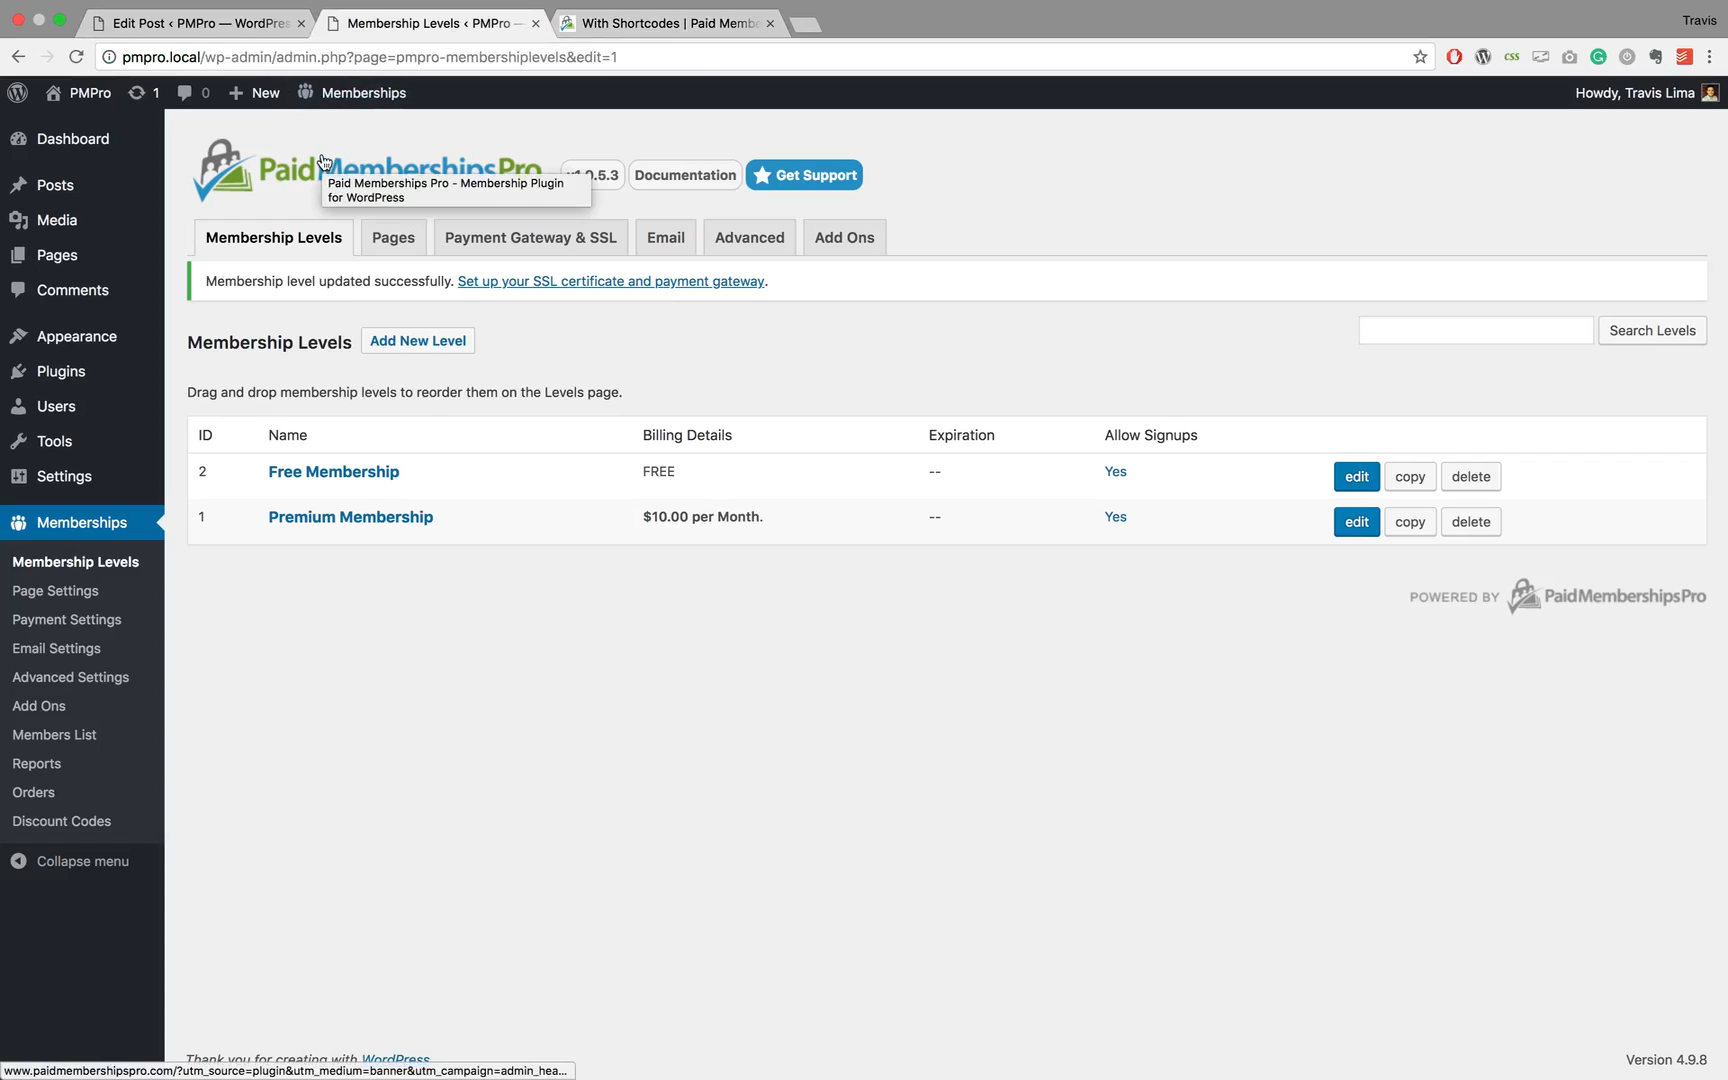 Edit Post ‹ PMPro — WordPres
Membership Levels ‹ PMPro —
With Shortcodes | Paid Membe
Travis
pmpro.local/wp-admin/admin.php?page=pmpro-membershiplevels&edit=1
CSS
PMPro 1 0 New Memberships
Howdy, Travis Lima
Dashboard
Posts
Media
Pages
Comments
Appearance
Plugins
Users
Tools
Settings
Memberships
Membership Levels
Page Settings
Payment Settings
Email Settings
Advanced Settings
Add Ons
Members List
Reports
Orders
Discount Codes
Collapse menu
PaidMembershipsPro
.5.3
Documentation
Get Support
Paid Memberships Pro - Membership Plugin
for WordPress
Membership Levels
Pages
Payment Gateway & SSL
Email
Advanced
Add Ons
Membership level updated successfully. Set up your SSL certificate and payment gateway.
Membership Levels
Add New Level
Search Levels
Drag and drop membership levels to reorder them on the Levels page.
ID Name Billing Details Expiration Allow Signups
2 Free Membership FREE -- Yes edit copy delete
1 Premium Membership $10.00 per Month. -- Yes edit copy delete
POWERED BY PaidMembershipsPro
Thank you for creating with WordPress
Version 4.9.8
www.paidmembershipspro.com/?utm_source=plugin&utm_medium=banner&utm_campaign=admin_hea...